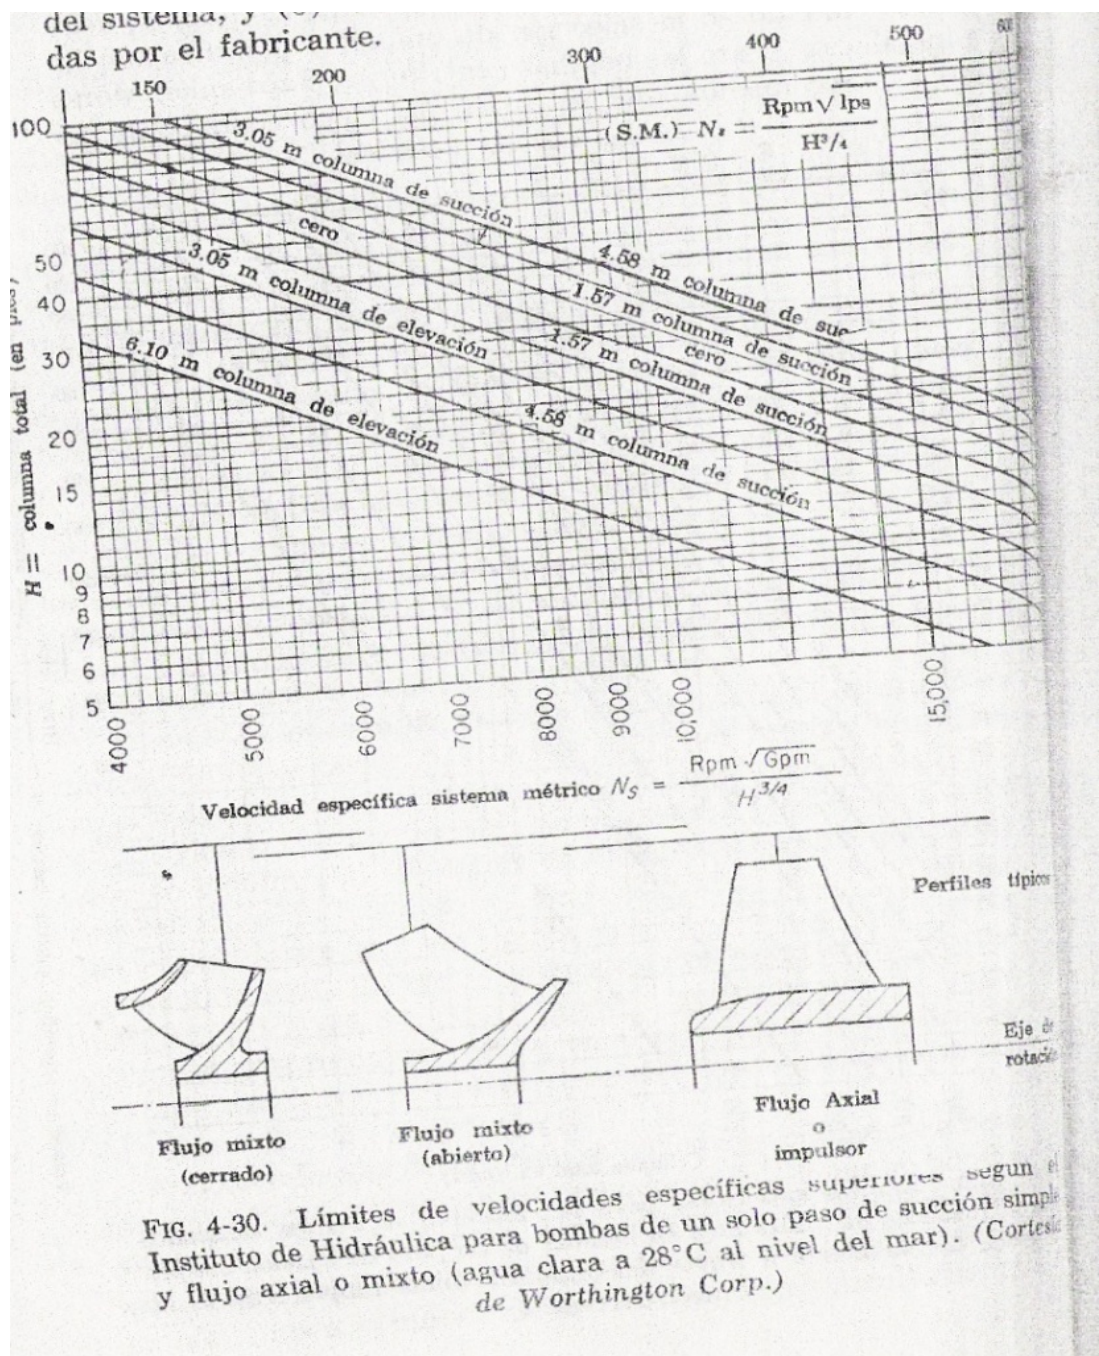 del sistema, y
das por el fabricante.
150 200 300 400 500 600
(S.M.) Nₛ = Rpm √ lps
H³/₄
3.05 m columna de succión
cero
4.58 m columna de suc
3.05 m columna de elevación
1.57 m columna de succión
cero
1.57 m columna de succión
6.10 m columna de elevación
4.58 m columna de succión
H = columna total (en pies)
100
50
40
30
20
15
10
9
8
7
6
5
4000 5000 6000 7000 8000 9000 10,000 15,000
Velocidad específica sistema métrico Nₛ = Rpm √Gpm
H³/⁴
Perfiles típicos
Eje de
rotación
Flujo mixto
(cerrado)
Flujo mixto
(abierto)
Flujo Axial
o
impulsor
FIG. 4-30. Límites de velocidades específicas superiores segun el
Instituto de Hidráulica para bombas de un solo paso de succión simple
y flujo axial o mixto (agua clara a 28°C al nivel del mar). (Cortesía
de Worthington Corp.)